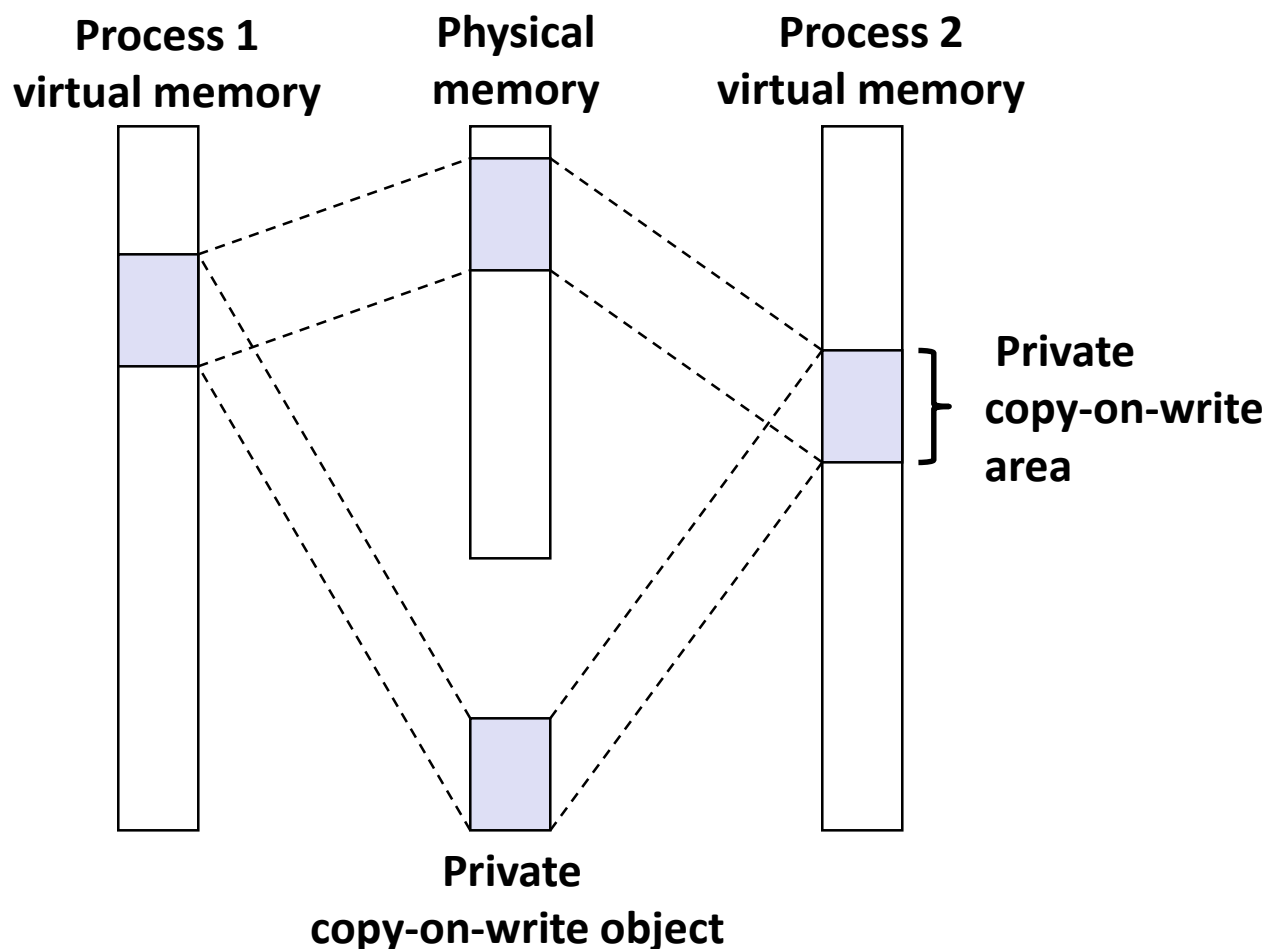 Process 1
virtual memory
Physical
memory
Process 2
virtual memory
Private
copy-on-write
area
Private
copy-on-write object